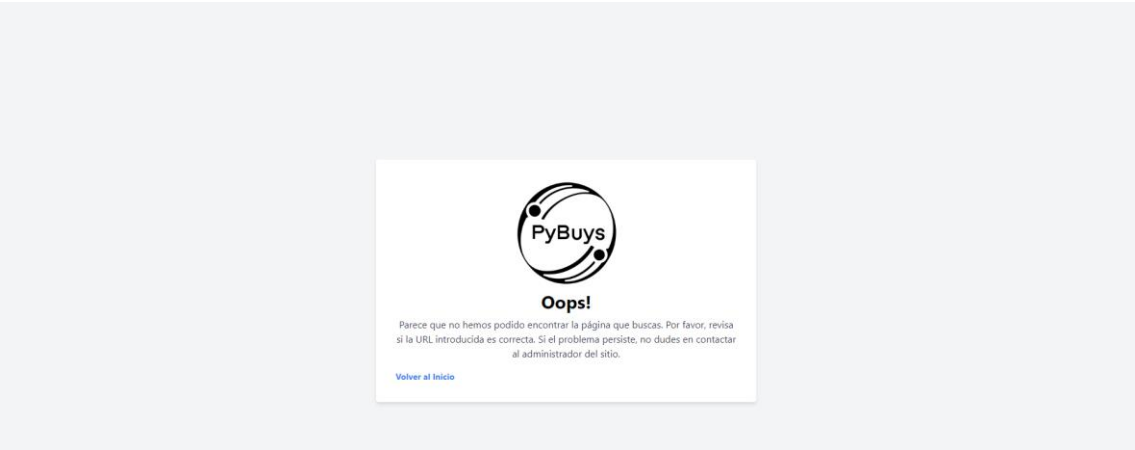 PyBuys
Oops!
Parece que no hemos podido encontrar la página que buscas. Por favor, revisa
si la URL introducida es correcta. Si el problema persiste, no dudes en contactar
al administrador del sitio.
Volver al Inicio